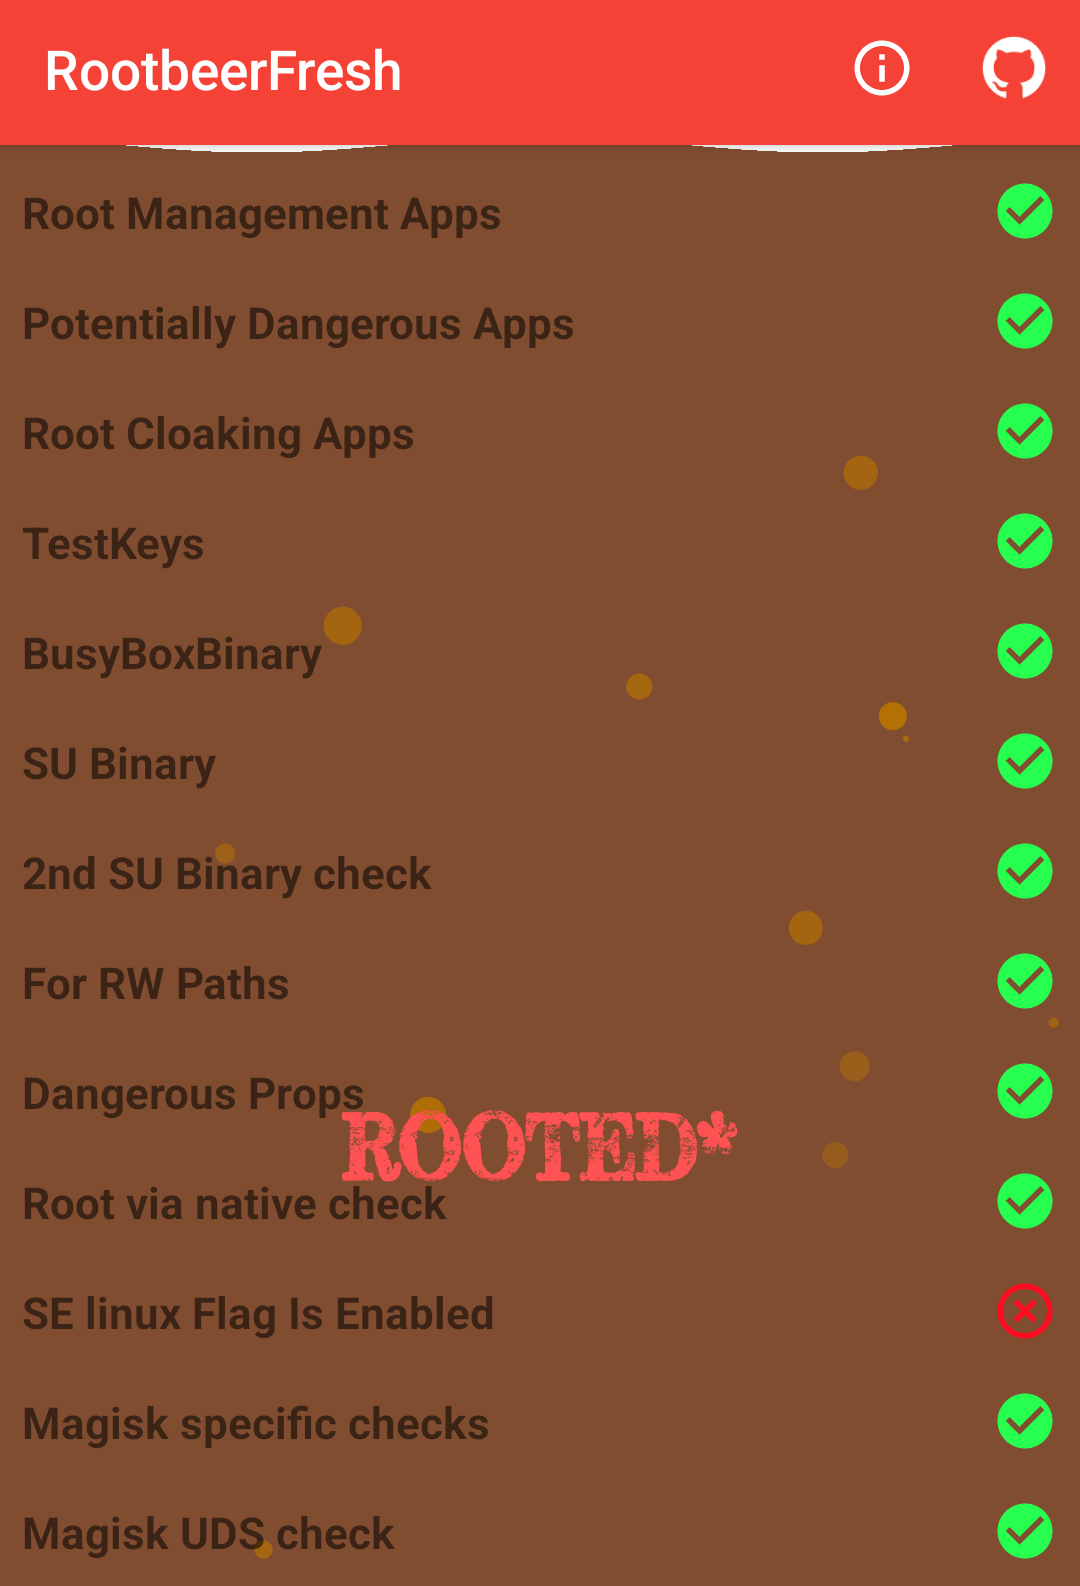 RootbeerFresh
Root Management Apps
Potentially Dangerous Apps
Root Cloaking Apps
TestKeys
BusyBoxBinary
SU Binary
2nd SU Binary check
For RW Paths
Dangerous Props
ROOTED*
Root via native check
SE linux Flag Is Enabled
Magisk specific checks
Magisk UDS check